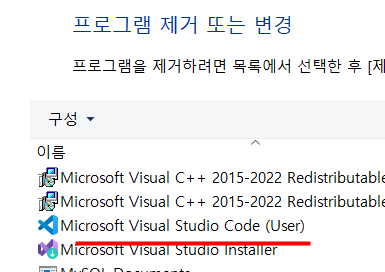 프로그램 제거 또는 변경
프로그램을 제거하려면 목록에서 선택한 후 [제
구성
이름
Microsoft Visual C++ 2015-2022 Redistributable
Microsoft Visual C++ 2015-2022 Redistributable
Microsoft Visual Studio Code (User)
Microsoft Visual Studio Installer
MySQL Documents